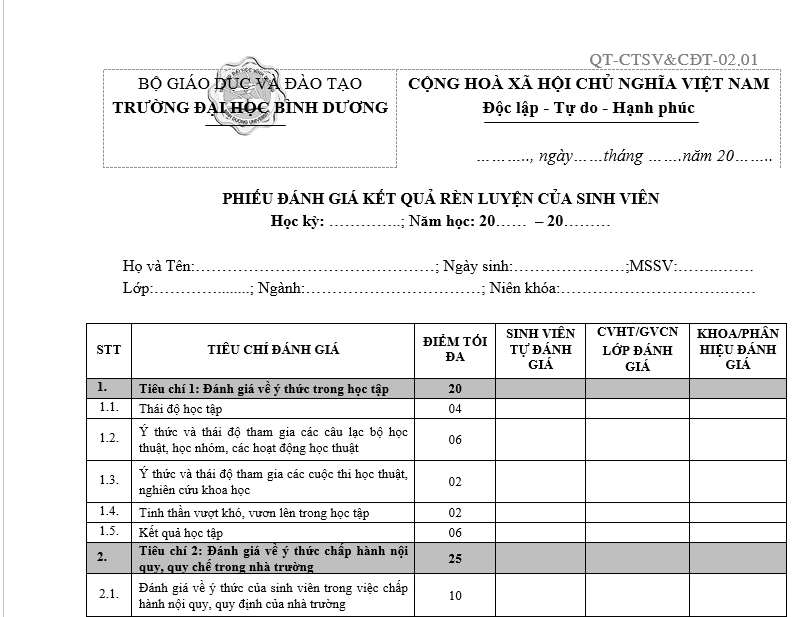 QT-CTSV&CĐT-02.01
BỘ GIÁO DỤC VÀ ĐÀO TẠO
TRƯỜNG ĐẠI HỌC BÌNH DƯƠNG
CỘNG HOÀ XÃ HỘI CHỦ NGHĨA VIỆT NAM
Độc lập - Tự do - Hạnh phúc
……….., ngày……tháng …….năm 20……..
PHIẾU ĐÁNH GIÁ KẾT QUẢ RÈN LUYỆN CỦA SINH VIÊN
Học kỳ: …………..; Năm học: 20…… – 20………
Họ và Tên:………………………………………; Ngày sinh:…………………;MSSV:…….…….
Lớp:…………........; Ngành:……………………………; Niên khóa:………………………………
STT
TIÊU CHÍ ĐÁNH GIÁ
ĐIỂM TỐI
ĐA
SINH VIÊN
TỰ ĐÁNH
GIÁ
CVHT/GVCN
LỚP ĐÁNH
GIÁ
KHOA/PHÂN
HIỆU ĐÁNH
GIÁ
1. Tiêu chí 1: Đánh giá về ý thức trong học tập 20
1.1. Thái độ học tập 04
1.2. Ý thức và thái độ tham gia các câu lạc bộ học
thuật, học nhóm, các hoạt động học thuật 06
1.3. Ý thức và thái độ tham gia các cuộc thi học thuật,
nghiên cứu khoa học 02
1.4. Tinh thần vượt khó, vươn lên trong học tập 02
1.5. Kết quả học tập 06
2. Tiêu chí 2: Đánh giá về ý thức chấp hành nội
quy, quy chế trong nhà trường 25
2.1. Đánh giá về ý thức của sinh viên trong việc chấp
hành nội quy, quy định của nhà trường 10